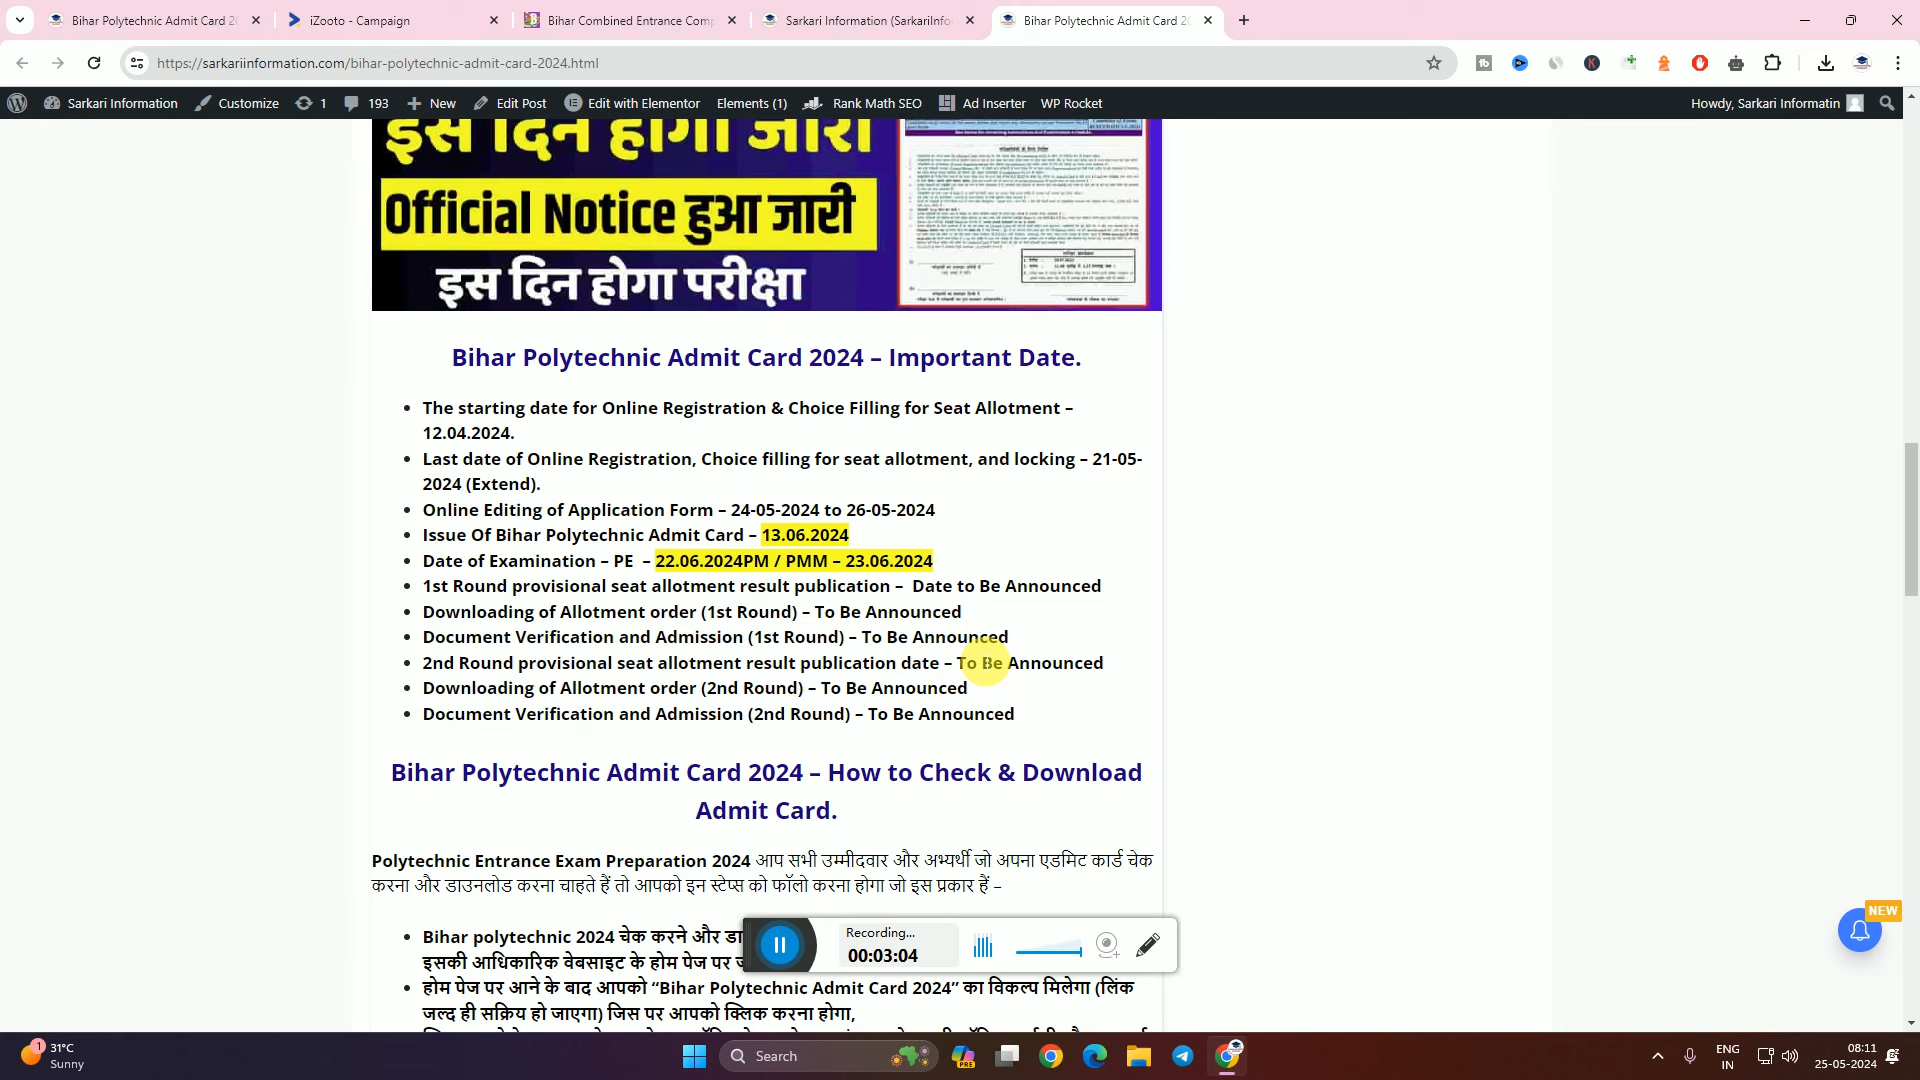 Bihar Polytechnic Admit Card 20
iZooto - Campaign
Bihar Combined Entrance Comp
Sarkari Information (SarkariInfo
Bihar Polytechnic Admit Card 20
https://sarkariinformation.com/bihar-polytechnic-admit-card-2024.html
Sarkari Information Customize 1 193 New Edit Post Edit with Elementor Elements (1) Rank Math SEO Ad Inserter WP Rocket Howdy, Sarkari Informatin
इस दिन होगा जारी
Official Notice हुआ जारी
इस दिन होगा परीक्षा
Bihar Polytechnic Admit Card 2024 – Important Date.
The starting date for Online Registration & Choice Filling for Seat Allotment –
12.04.2024.
Last date of Online Registration, Choice filling for seat allotment, and locking – 21-05-
2024 (Extend).
Online Editing of Application Form – 24-05-2024 to 26-05-2024
Issue Of Bihar Polytechnic Admit Card – 13.06.2024
Date of Examination – PE – 22.06.2024PM / PMM – 23.06.2024
1st Round provisional seat allotment result publication – Date to Be Announced
Downloading of Allotment order (1st Round) – To Be Announced
Document Verification and Admission (1st Round) – To Be Announced
2nd Round provisional seat allotment result publication date – To Be Announced
Downloading of Allotment order (2nd Round) – To Be Announced
Document Verification and Admission (2nd Round) – To Be Announced
Bihar Polytechnic Admit Card 2024 – How to Check & Download
Admit Card.
Polytechnic Entrance Exam Preparation 2024 आप सभी उम्मीदवार और अभ्यर्थी जो अपना एडमिट कार्ड चेक
करना और डाउनलोड करना चाहते हैं तो आपको इन स्टेप्स को फॉलो करना होगा जो इस प्रकार हैं –
Bihar polytechnic 2024 चेक करने और डा
इसकी आधिकारिक वेबसाइट के होम पेज पर
होम पेज पर आने के बाद आपको “Bihar Polytechnic Admit Card 2024” का विकल्प मिलेगा (लिंक
जल्द ही सक्रिय हो जाएगा) जिस पर आपको क्लिक करना होगा,
Recording...
00:03:04
NEW
1
31°C
Sunny
Search
PRE
ENG
IN
08:11
25-05-2024